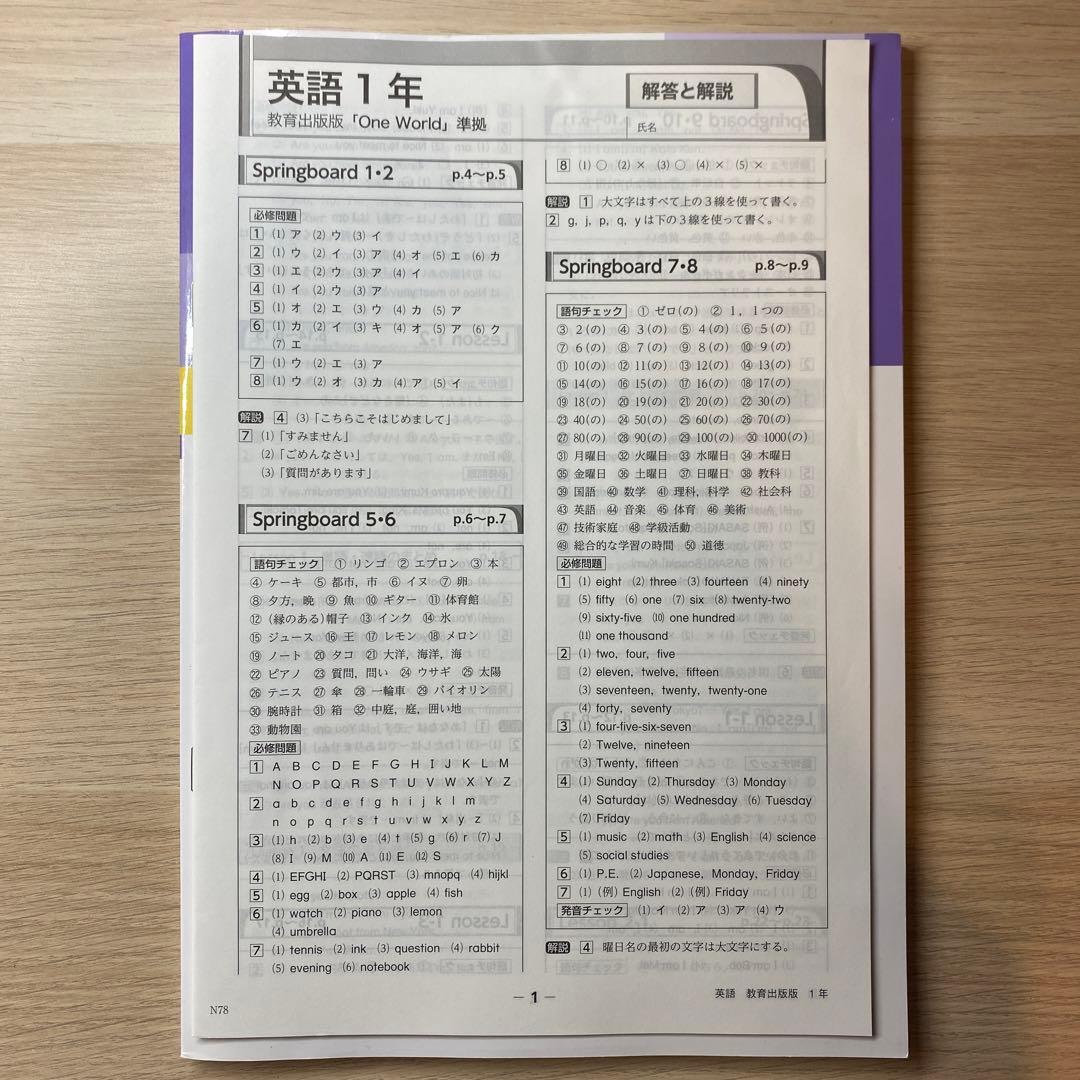 英語1年
教育出版版「One World」準拠
解答と解説
氏名
Springboard 1・2 p.4〜p.5
必修問題
1 (1) ア (2) ウ (3) イ
2 (1) ウ (2) イ (3) ア (4) オ (5) エ (6) カ
3 (1) エ (2) ウ (3) ア (4) イ
4 (1) イ (2) ウ (3) ア
5 (1) オ (2) エ (3) ウ (4) カ (5) ア
6 (1) カ (2) イ (3) キ (4) オ (5) ア (6) ク
(7) エ
7 (1) ウ (2) エ (3) ア
8 (1) ウ (2) オ (3) カ (4) ア (5) イ
解説 4 (3)「こちらこそはじめまして」
7 (1)「すみません」
(2)「ごめんなさい」
(3)「質問があります」
Springboard 5・6 p.6〜p.7
語句チェック ① リンゴ ② エプロン ③ 本
④ ケーキ ⑤ 都市，市 ⑥ イヌ ⑦ 卵
⑧ 夕方，晩 ⑨ 魚 ⑩ ギター ⑪ 体育館
⑫ (縁のある)帽子 ⑬ インク ⑭ 氷
⑮ ジュース ⑯ 王 ⑰ レモン ⑱ メロン
⑲ ノート ⑳ タコ ㉑ 大洋，海洋，海
㉒ ピアノ ㉓ 質問，問い ㉔ ウサギ ㉕ 太陽
㉖ テニス ㉗ 傘 ㉘ 一輪車 ㉙ バイオリン
㉚ 腕時計 ㉛ 箱 ㉜ 中庭，庭，囲い地
㉝ 動物園
必修問題
1 A B C D E F G H I J K L M
N O P Q R S T U V W X Y Z
2 a b c d e f g h i j k l m
n o p q r s t u v w x y z
3 (1) h (2) b (3) e (4) t (5) g (6) r (7) J
(8) I (9) M (10) A (11) E (12) S
4 (1) EFGHI (2) PQRST (3) mnopq (4) hijkl
5 (1) egg (2) box (3) apple (4) fish
6 (1) watch (2) piano (3) lemon
(4) umbrella
7 (1) tennis (2) ink (3) question (4) rabbit
(5) evening (6) notebook
8 (1) ○ (2) × (3) ○ (4) × (5) ×
解説 1 大文字はすべて上の3線を使って書く。
2 g, j, p, q, yは下の3線を使って書く。
Springboard 7・8 p.8〜p.9
語句チェック ① ゼロ(の) ② 1，1つの
③ 2(の) ④ 3(の) ⑤ 4(の) ⑥ 5(の)
⑦ 6(の) ⑧ 7(の) ⑨ 8(の) ⑩ 9(の)
⑪ 10(の) ⑫ 11(の) ⑬ 12(の) ⑭ 13(の)
⑮ 14(の) ⑯ 15(の) ⑰ 16(の) ⑱ 17(の)
⑲ 18(の) ⑳ 19(の) ㉑ 20(の) ㉒ 30(の)
㉓ 40(の) ㉔ 50(の) ㉕ 60(の) ㉖ 70(の)
㉗ 80(の) ㉘ 90(の) ㉙ 100(の) ㉚ 1000(の)
㉛ 月曜日 ㉜ 火曜日 ㉝ 水曜日 ㉞ 木曜日
㉟ 金曜日 ㊱ 土曜日 ㊲ 日曜日 ㊳ 教科
㊴ 国語 ㊵ 数学 ㊶ 理科，科学 ㊷ 社会科
㊸ 英語 ㊹ 音楽 ㊺ 体育 ㊻ 美術
㊼ 技術家庭 ㊽ 学級活動
㊾ 総合的な学習の時間 ㊿ 道徳
必修問題
1 (1) eight (2) three (3) fourteen (4) ninety
(5) fifty (6) one (7) six (8) twenty-two
(9) sixty-five (10) one hundred
(11) one thousand
2 (1) two, four, five
(2) eleven, twelve, fifteen
(3) seventeen, twenty, twenty-one
(4) forty, seventy
3 (1) four-five-six-seven
(2) Twelve, nineteen
(3) Twenty, fifteen
4 (1) Sunday (2) Thursday (3) Monday
(4) Saturday (5) Wednesday (6) Tuesday
(7) Friday
5 (1) music (2) math (3) English (4) science
(5) social studies
6 (1) P.E. (2) Japanese, Monday, Friday
7 (1) (例) English (2) (例) Friday
発音チェック (1) イ (2) ア (3) ア (4) ウ
解説 4 曜日名の最初の文字は大文字にする。
N78
— 1 —
英語 教育出版版 1年